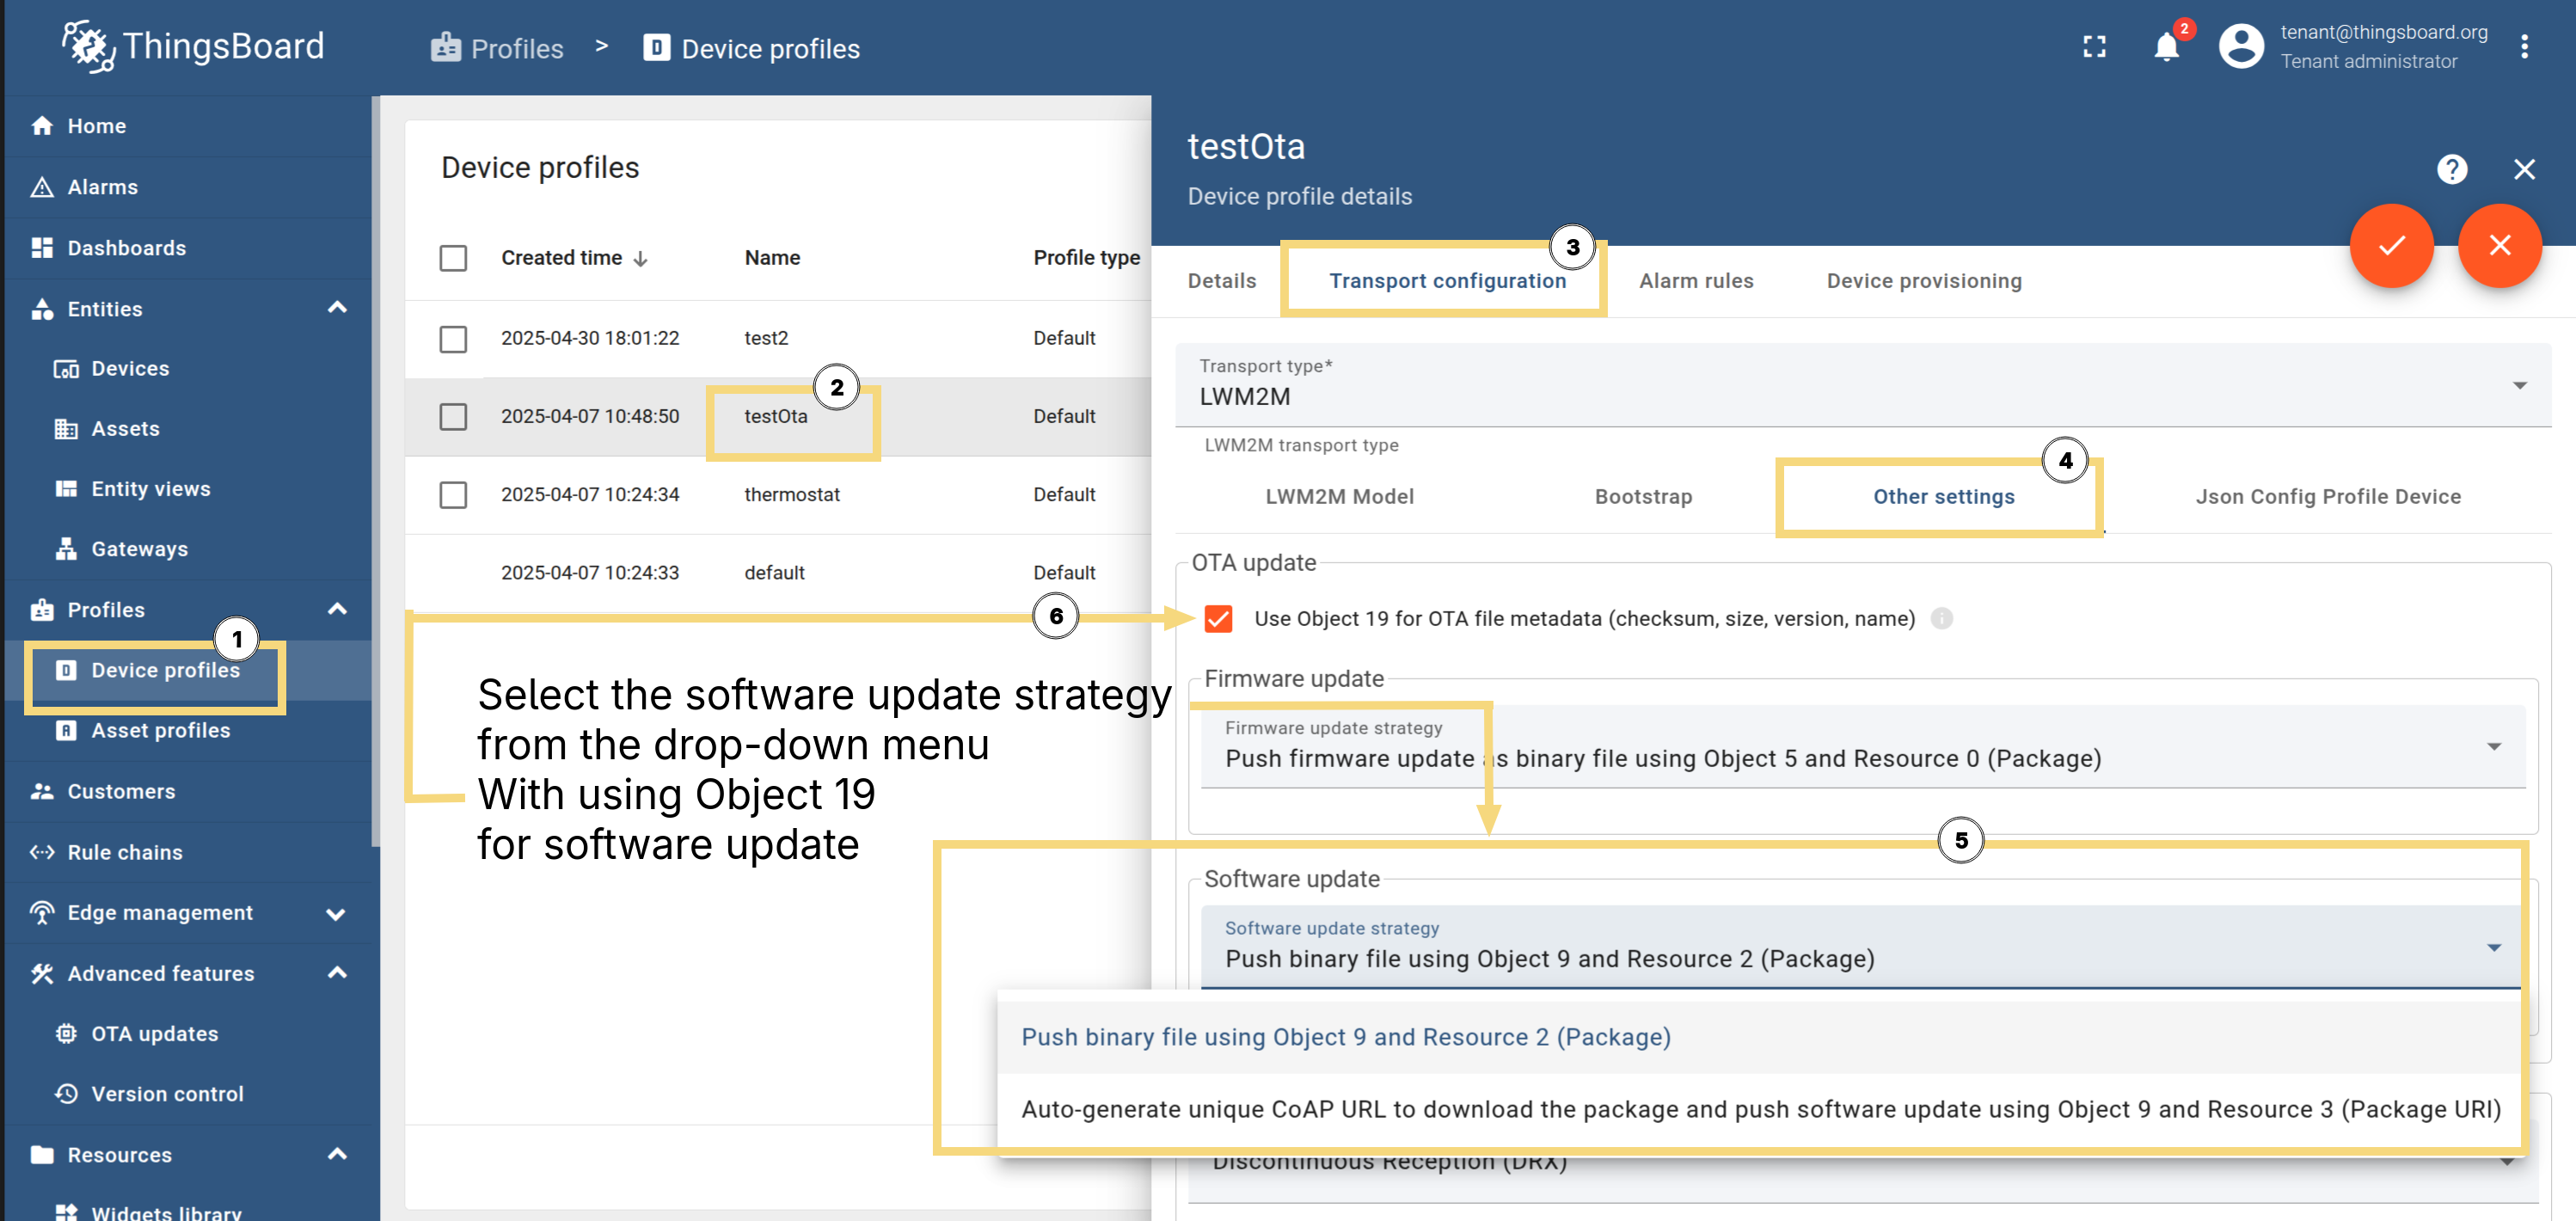 ThingsBoard
Profiles > D Device profiles
2
tenant@thingsboard.org
Tenant administrator
Home
Alarms
Dashboards
Entities
Devices
Assets
Entity views
Gateways
Profiles
1
D Device profiles
A Asset profiles
Customers
Rule chains
Edge management
Advanced features
OTA updates
Version control
Resources
Widgets library
Device profiles
Created time Name Profile type
2025-04-30 18:01:22 test2 Default
2
2025-04-07 10:48:50 testOta Default
2025-04-07 10:24:34 thermostat Default
2025-04-07 10:24:33 default Default
6
Select the software update strategy
from the drop-down menu
With using Object 19
for software update
testOta
Device profile details
?
3
Details Transport configuration Alarm rules Device provisioning
Transport type*
LWM2M
LWM2M transport type
4
LWM2M Model Bootstrap Other settings Json Config Profile Device
OTA update
Use Object 19 for OTA file metadata (checksum, size, version, name)
Firmware update
Firmware update strategy
Push firmware update as binary file using Object 5 and Resource 0 (Package)
5
Software update
Software update strategy
Push binary file using Object 9 and Resource 2 (Package)
Push binary file using Object 9 and Resource 2 (Package)
Auto-generate unique CoAP URL to download the package and push software update using Object 9 and Resource 3 (Package URI)
Discontinuous Reception (DRX)